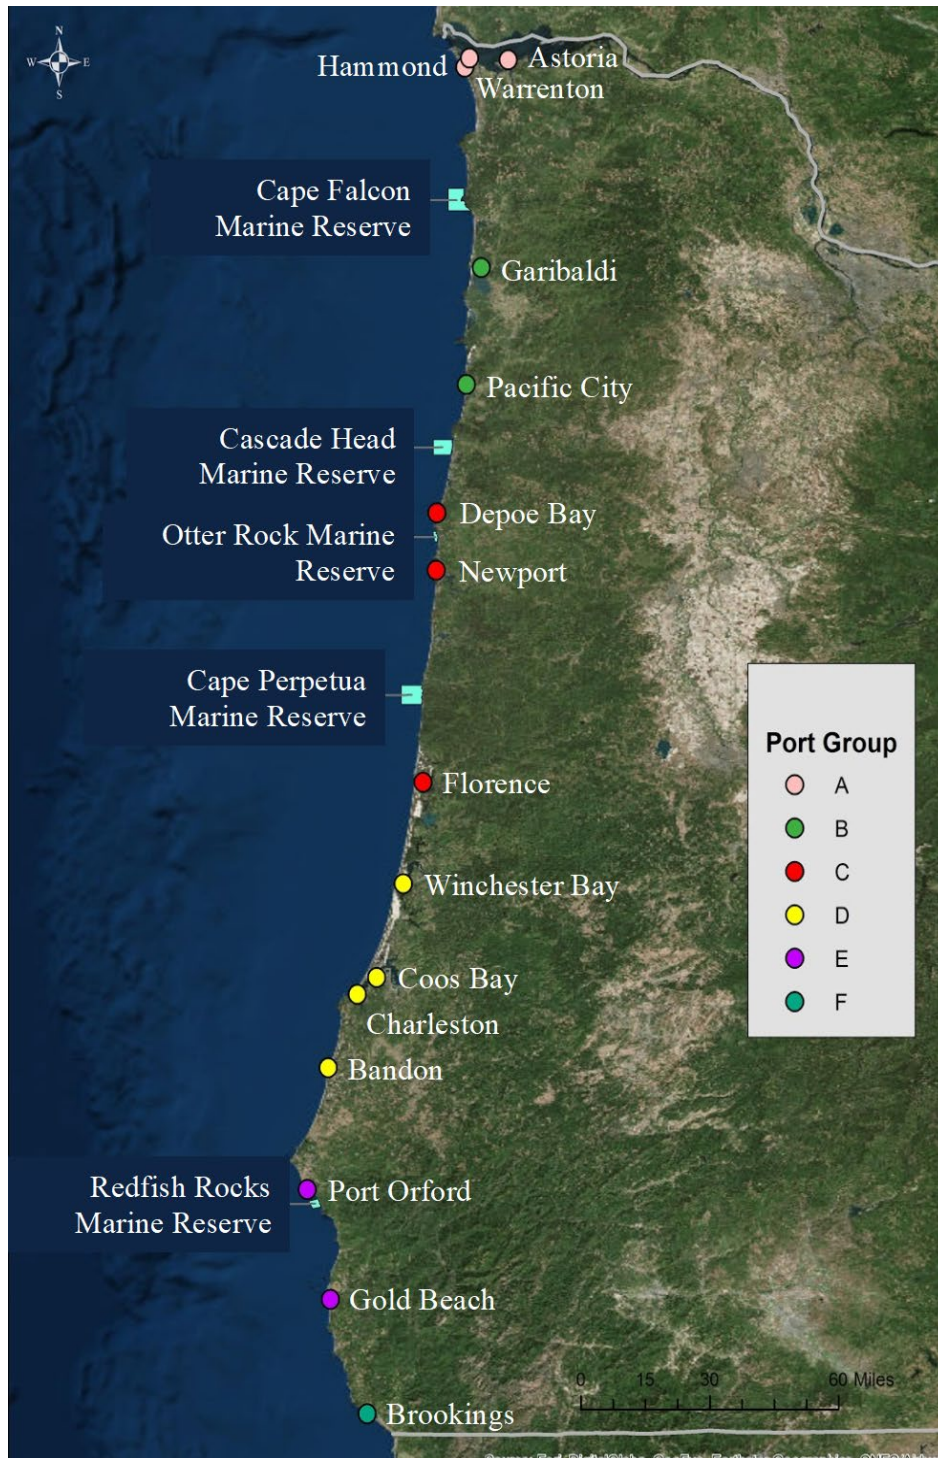 N
W E
S
Hammond
Astoria
Warrenton
Cape Falcon
Marine Reserve
Garibaldi
Pacific City
Cascade Head
Marine Reserve
Depoe Bay
Otter Rock Marine
Reserve
Newport
Cape Perpetua
Marine Reserve
Port Group
A
B
C
D
E
F
Florence
Winchester Bay
Coos Bay
Charleston
Bandon
Redfish Rocks
Marine Reserve
Port Orford
Gold Beach
0 15 30 60 Miles
Brookings